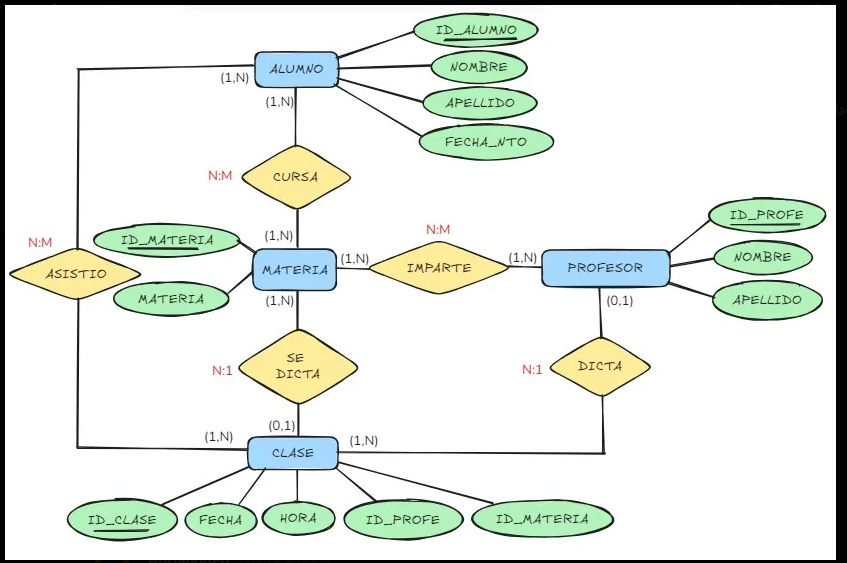 ID_ALUMNO
ALUMNO
NOMBRE
(1,N)
(1,N)
APELLIDO
FECHA_NTO
N:M
CURSA
ID_PROFE
N:M
ID_MATERIA
(1,N)
N:M
NOMBRE
ASISTIO
MATERIA
(1,N)
IMPARTE
(1,N)
PROFESOR
MATERIA
(1,N)
(0,1)
APELLIDO
N:1
SE
DICTA
N:1
DICTA
(0,1)
(1,N)
(1,N)
CLASE
ID_CLASE
FECHA
HORA
ID_PROFE
ID_MATERIA